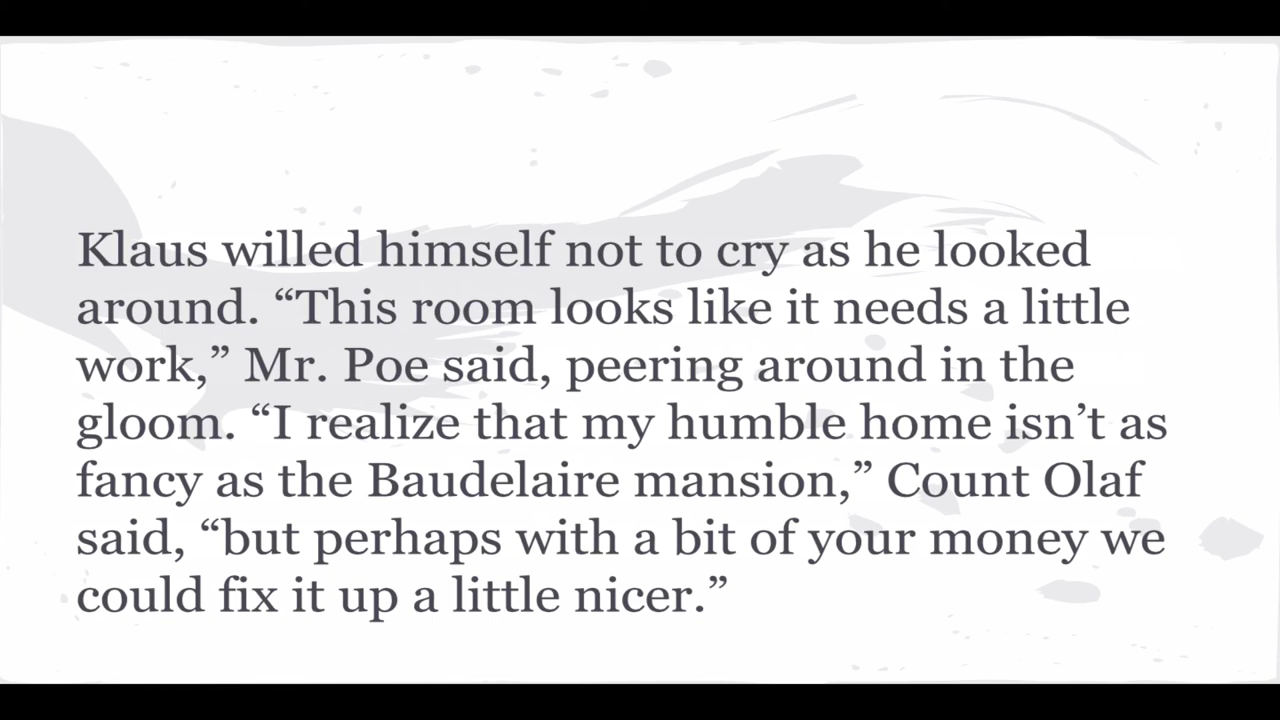 Klaus willed himself not to cry as he looked
around. “This room looks like it needs a little
work,” Mr. Poe said, peering around in the
gloom. “I realize that my humble home isn’t as
fancy as the Baudelaire mansion,” Count Olaf
said, “but perhaps with a bit of your money we
could fix it up a little nicer.”